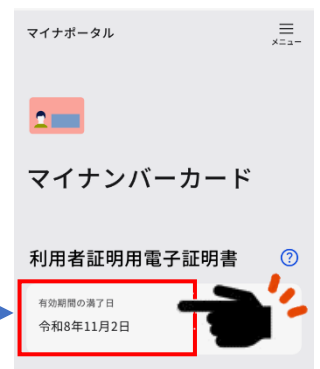 マイナポータル
メニュー
マイナンバーカード
利用者証明用電子証明書
?
有効期間の満了日
令和8年11月2日